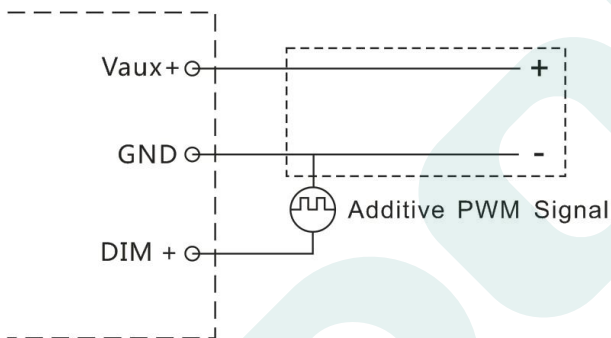 Vaux+
+
GND
-
Additive PWM Signal
DIM +